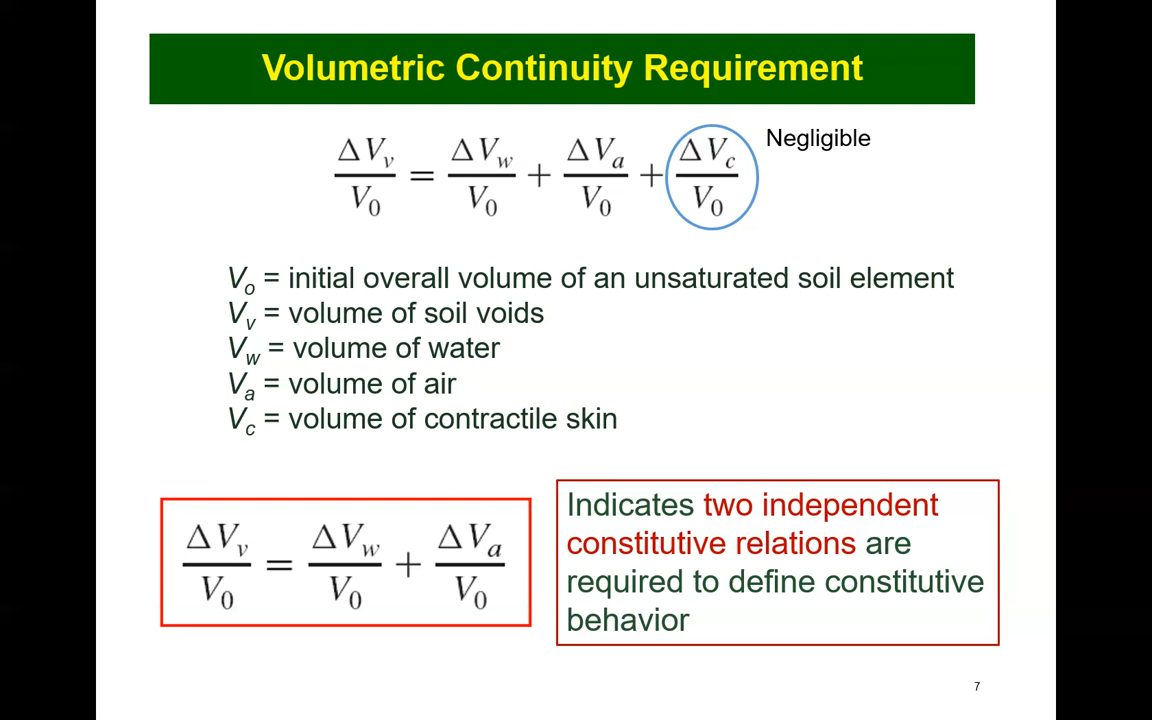 Volumetric Continuity Requirement
ΔV_v/V_0 = ΔV_w/V_0 + ΔV_a/V_0 + ΔV_c/V_0 Negligible
V_o = initial overall volume of an unsaturated soil element
V_v = volume of soil voids
V_w = volume of water
V_a = volume of air
V_c = volume of contractile skin
ΔV_v/V_0 = ΔV_w/V_0 + ΔV_a/V_0
Indicates two independent
constitutive relations are
required to define constitutive
behavior
7